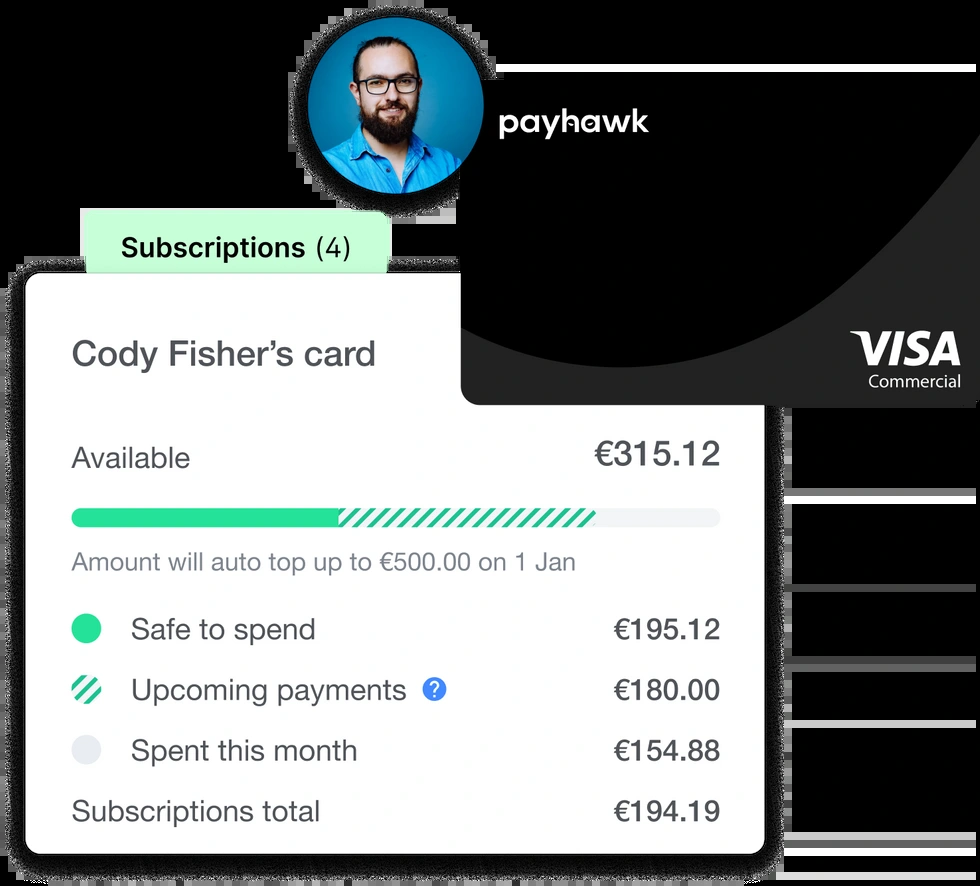 payhawk
VISA
Commercial
Subscriptions (4)
Cody Fisher’s card
Available €315.12
Amount will auto top up to €500.00 on 1 Jan
Safe to spend €195.12
Upcoming payments ? €180.00
Spent this month €154.88
Subscriptions total €194.19